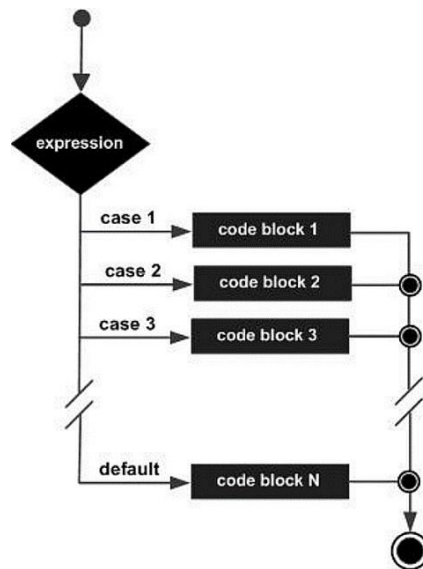 expression
case 1
code block 1
case 2
code block 2
case 3
code block 3
default
code block N